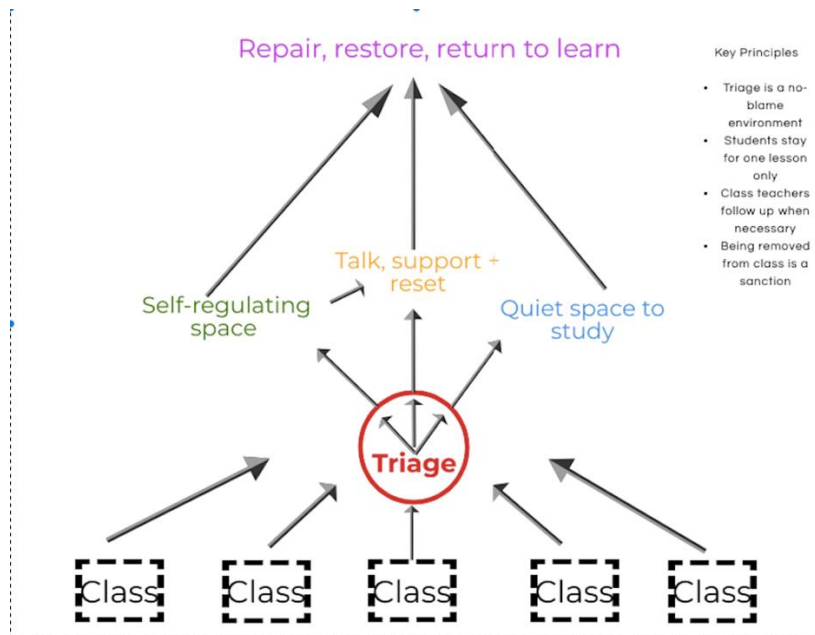 Repair, restore, return to learn
Key Principles
• Triage is a no-
blame
environment
• Students stay
for one lesson
only
• Class teachers
follow up when
necessary
• Being removed
from class is a
sanction
Talk, support +
reset
Self-regulating
space
Quiet space to
study
Triage
Class
Class
Class
Class
Class